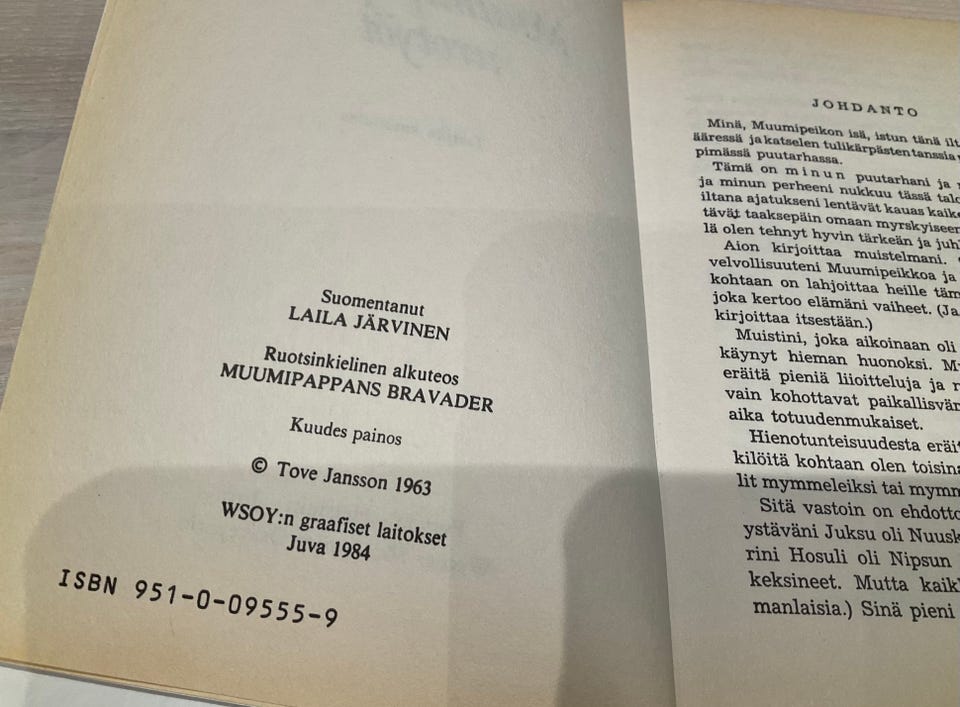 Suomentanut
LAILA JÄRVINEN
Ruotsinkielinen alkuteos
MUUMIPAPPANS BRAVADER
Kuudes painos
© Tove Jansson 1963
WSOY:n graafiset laitokset
Juva 1984
ISBN 951-0-09555-9
JOHDANTO
Minä, Muumipeikon isä, istun tänä
ääressä ja katselen tulikärpästen tanssia
pimässä puutarhassa.
Tämä on minun puutarhani ja
ja minun perheeni nukkuu tässä
iltana ajatukseni lentävät kauas
tävät taaksepäin omaan myrskyiseen
lä olen tehnyt hyvin tärkeän ja
Aion kirjoittaa muistelmani.
velvollisuuteni Muumipeikkoa ja
kohtaan on lahjoittaa heille
joka kertoo elämäni vaiheet. (Ja
kirjoittaa itsestään.)
Muistini, joka aikoinaan oli
käynyt hieman huonoksi.
eräitä pieniä liioitteluja ja
vain kohottavat
aika totuudenmukaiset.
Hienotunteisuudesta
kilöitä kohtaan olen
lit mymmeleiksi tai
Sitä vastoin on
ystäväni Juksu oli
rini Hosuli oli Nipsun
keksineet. Mutta
manlaisia.) Sinä pieni